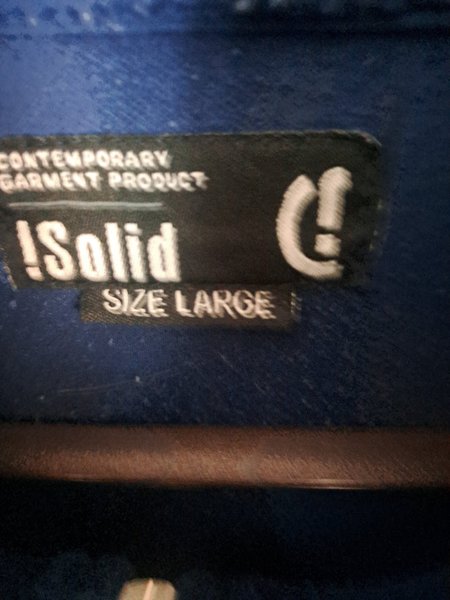 CONTEMPORARY
GARMENT PRODUCT
!Solid
SIZE LARGE